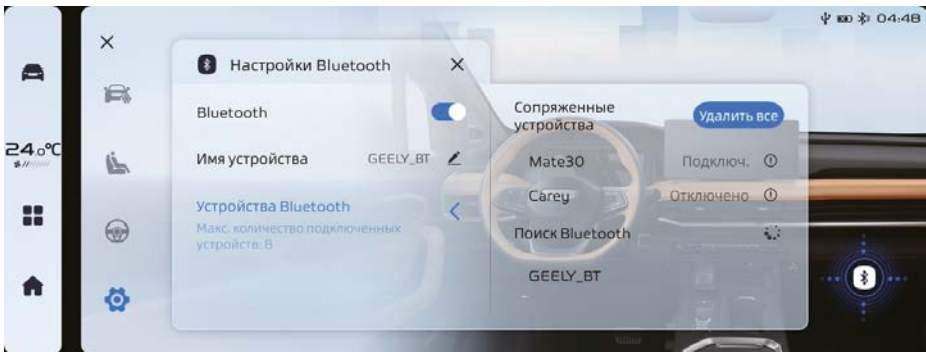 04:48
Настройки Bluetooth
Bluetooth
Имя устройства GEELY_BT
Устройства Bluetooth
Макс. количество подключенных
устройств: 8
24.0°C
Сопряженные
устройства
Удалить все
Mate30 Подключ.
Carey Отключено
Поиск Bluetooth
GEELY_BT